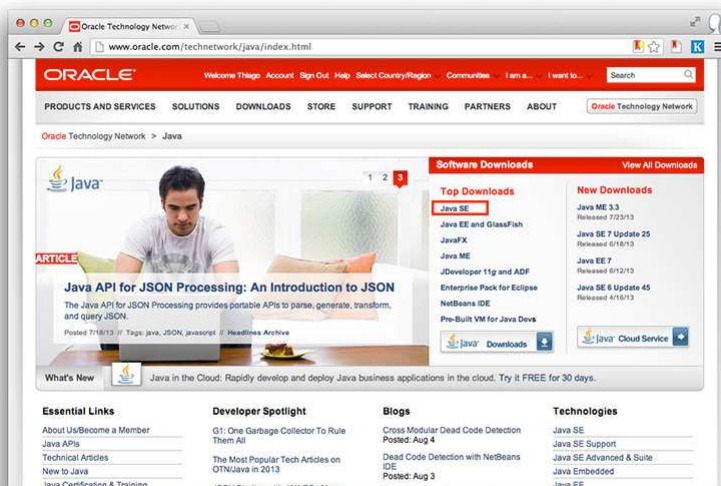 Oracle Technology Networ
www.oracle.com/technetwork/java/index.html
ORACLE
Welcome Thiago Account Sign Out Help Select Country/Region Communities I am a... I want to... Search
PRODUCTS AND SERVICES SOLUTIONS DOWNLOADS STORE SUPPORT TRAINING PARTNERS ABOUT Oracle Technology Network
Oracle Technology Network > Java
Java
1 2 3
ARTICLE
Java API for JSON Processing: An Introduction to JSON
The Java API for JSON Processing provides portable APIs to parse, generate, transform,
and query JSON.
Posted 7/18/13 // Tags: java, JSON, javascript // Headlines Archive
Software Downloads View All Downloads
Top Downloads
Java SE
Java EE and GlassFish
JavaFX
Java ME
JDeveloper 11g and ADF
Enterprise Pack for Eclipse
NetBeans IDE
Pre-Built VM for Java Devs
Java Downloads
New Downloads
Java ME 3.3
Released 7/23/13
Java SE 7 Update 25
Released 6/18/13
Java EE 7
Released 6/12/13
Java SE 6 Update 45
Released 4/16/13
Java Cloud Service
What's New Java in the Cloud: Rapidly develop and deploy Java business applications in the cloud. Try it FREE for 30 days.
Essential Links
About Us/Become a Member
Java APIs
Technical Articles
New to Java
Java Certification & Training
Developer Spotlight
G1: One Garbage Collector To Rule
Them All
The Most Popular Tech Articles on
OTN/Java in 2013
Blogs
Cross Modular Dead Code Detection
Posted: Aug 4
Dead Code Detection with NetBeans
IDE
Posted: Aug 3
Technologies
Java SE
Java SE Support
Java SE Advanced & Suite
Java Embedded
Java EE